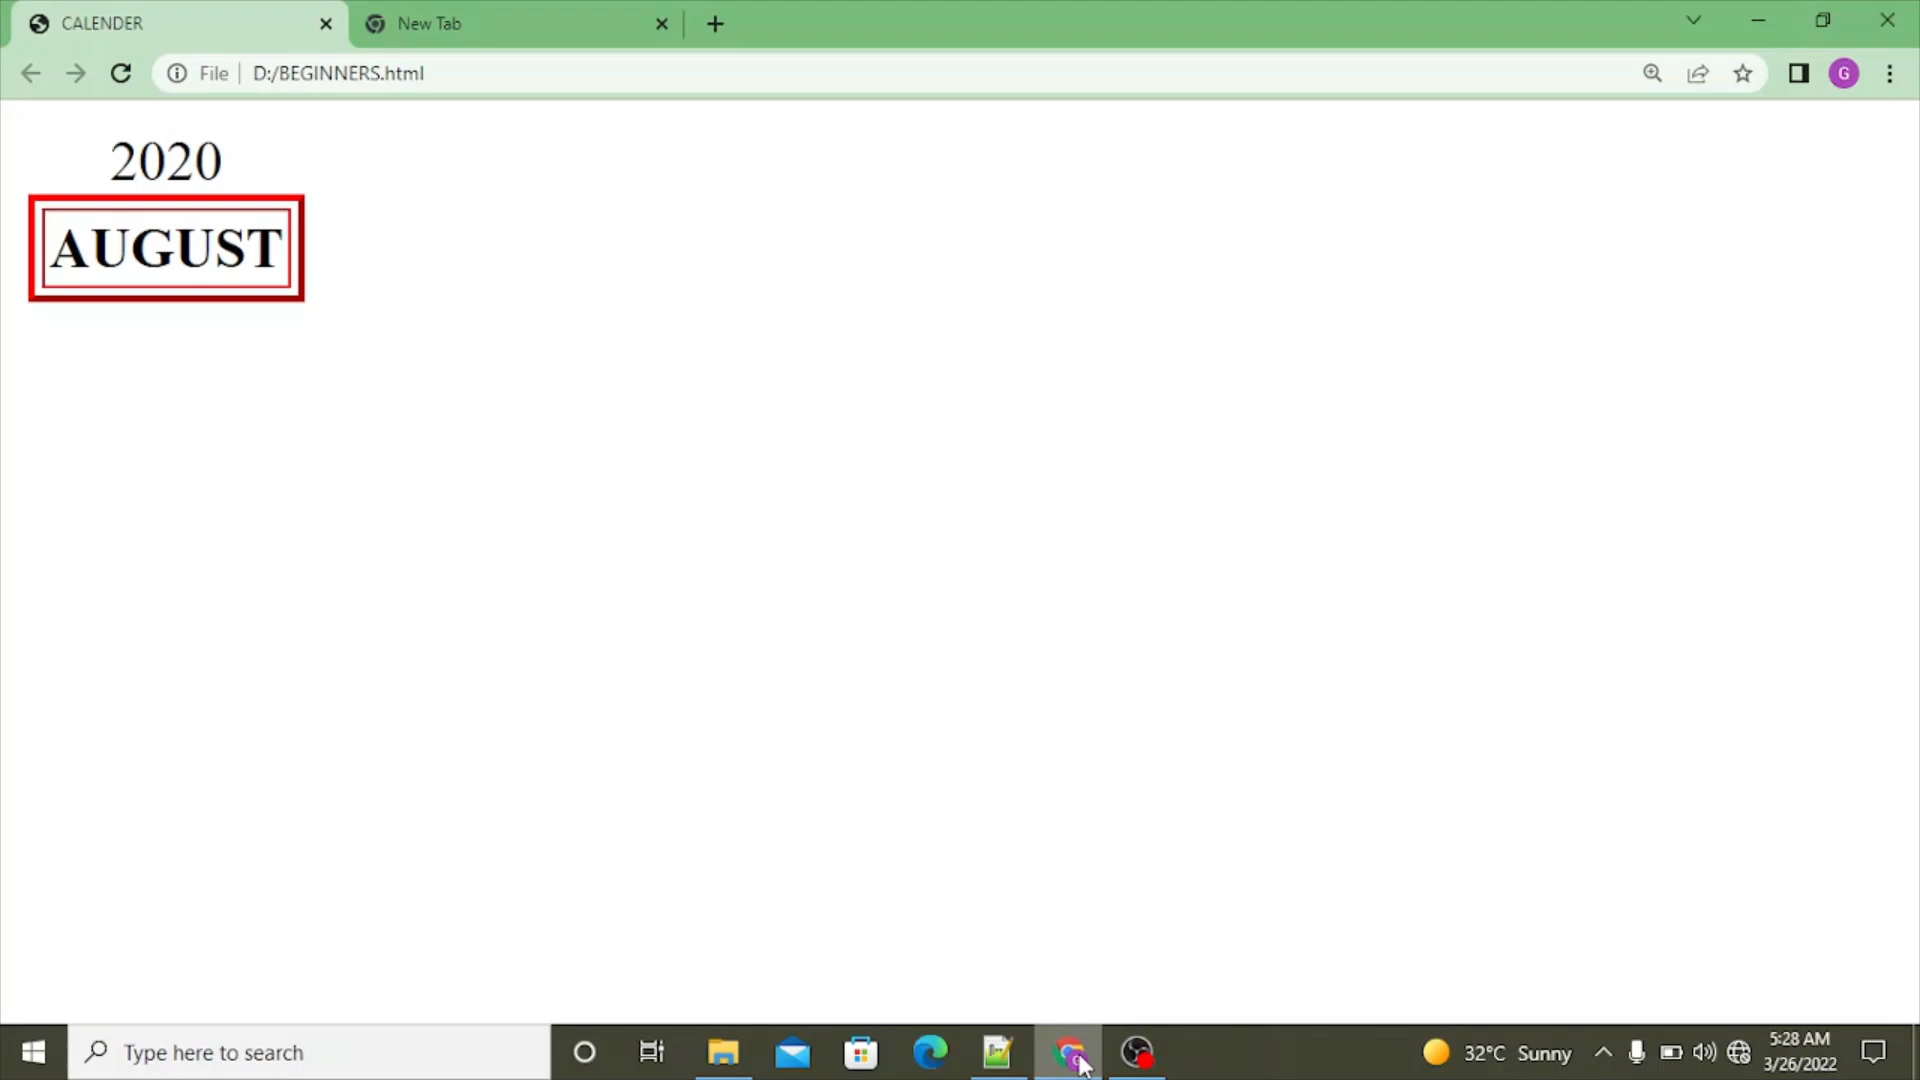 CALENDER
New Tab
File
D:/BEGINNERS.html
G
2020
AUGUST
Type here to search
32°C Sunny
5:28 AM
3/26/2022